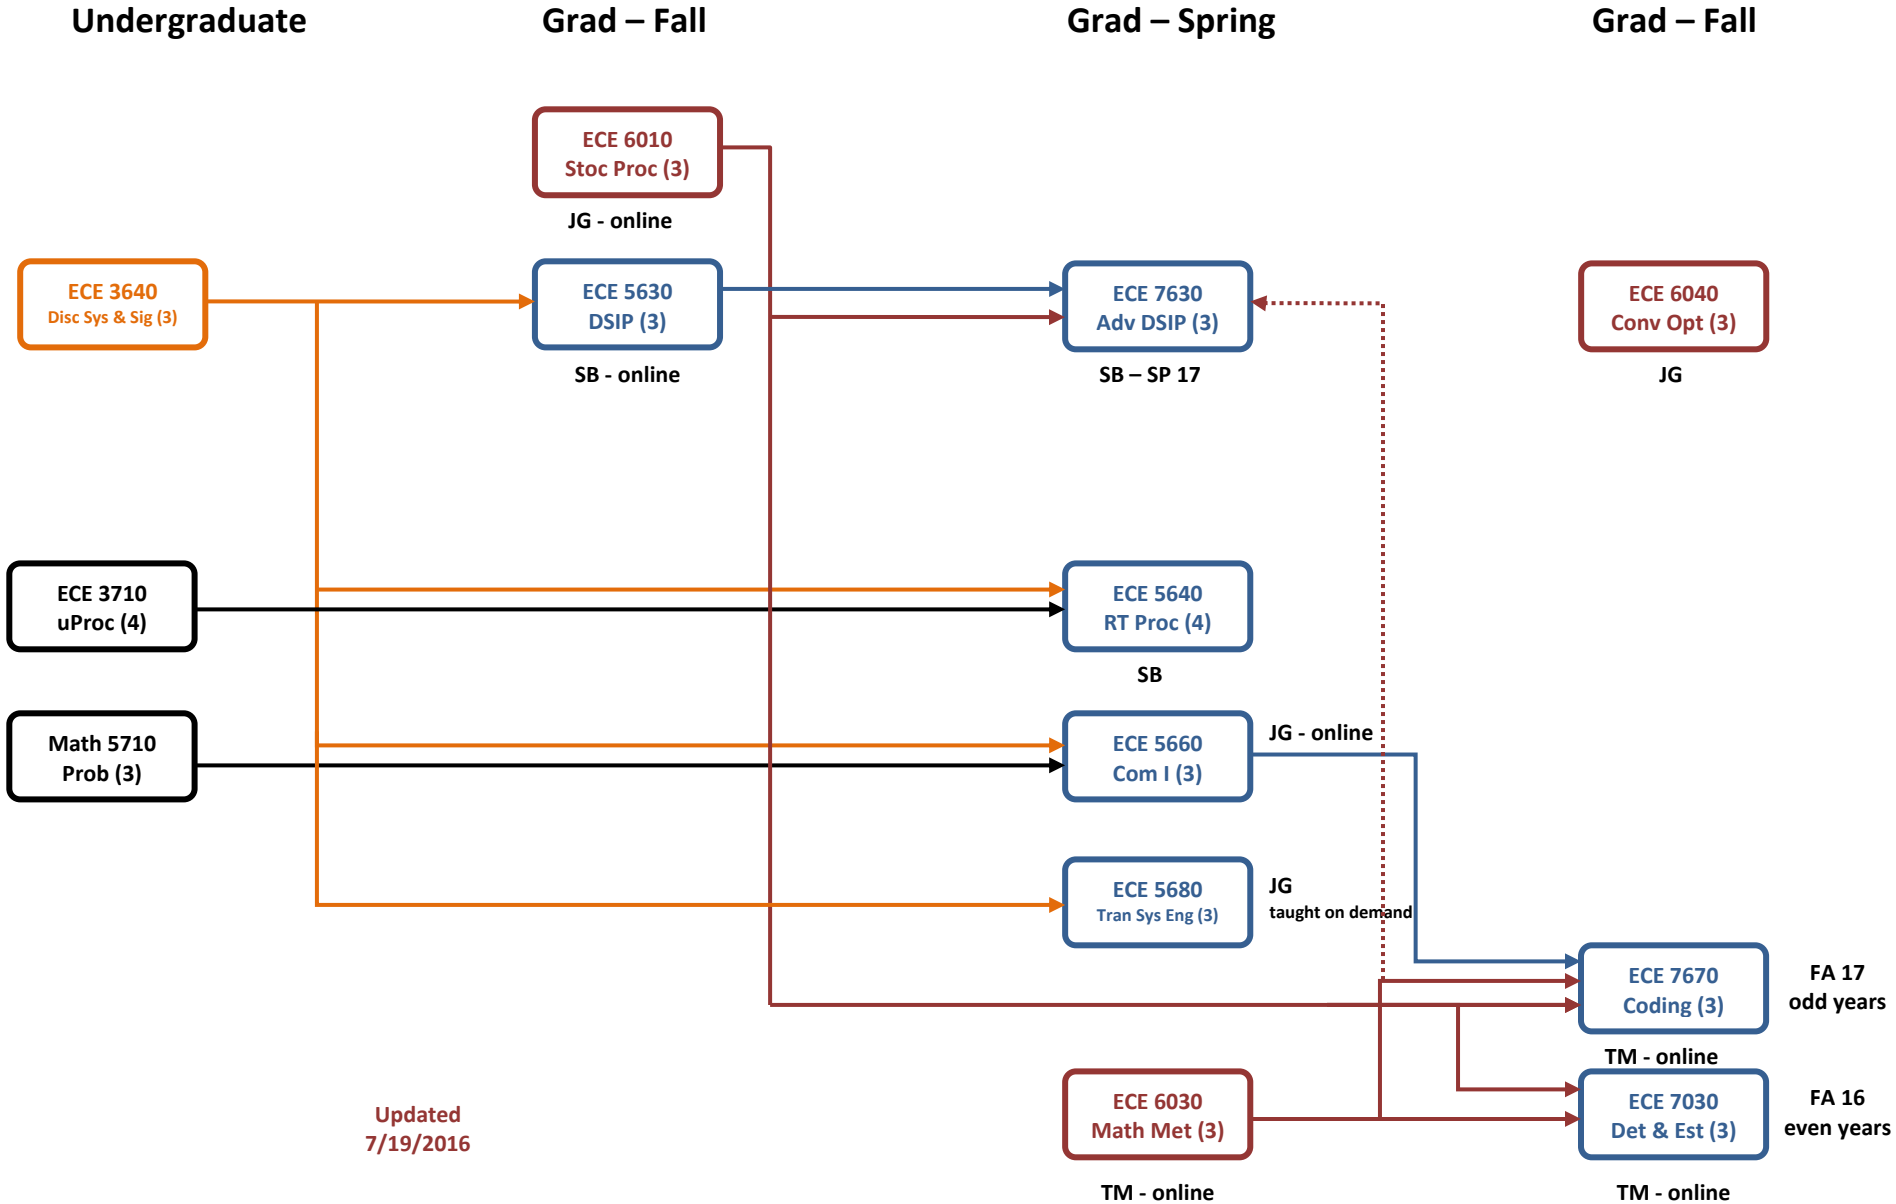 Undergraduate
Grad – Fall
Grad – Spring
Grad – Fall
ECE 6010
Stoc Proc (3)
JG - online
ECE 3640
Disc Sys & Sig (3)
ECE 5630
DSIP (3)
SB - online
ECE 7630
Adv DSIP (3)
SB – SP 17
ECE 6040
Conv Opt (3)
JG
ECE 3710
uProc (4)
ECE 5640
RT Proc (4)
SB
Math 5710
Prob (3)
ECE 5660
Com I (3)
JG - online
ECE 5680
Tran Sys Eng (3)
JG
taught on demand
ECE 7670
Coding (3)
FA 17
odd years
TM - online
ECE 6030
Math Met (3)
TM - online
ECE 7030
Det & Est (3)
FA 16
even years
TM - online
Updated
7/19/2016